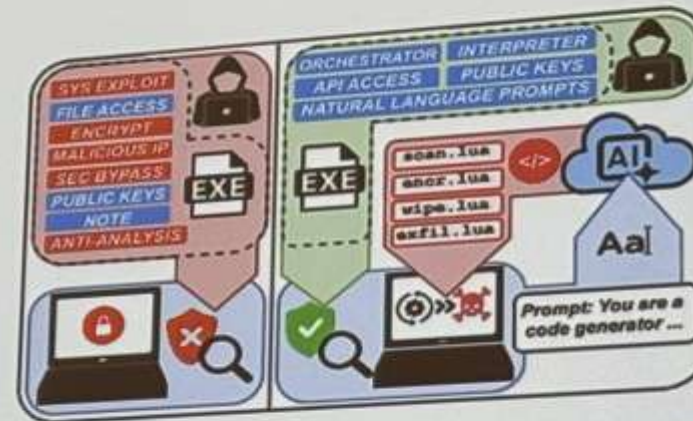 SYS EXPLOIT
FILE ACCESS
ENCRYPT
MALICIOUS IP
SEC BYPASS
PUBLIC KEYS
NOTE
ANTI-ANALYSIS
EXE
ORCHESTRATOR INTERPRETER
API ACCESS PUBLIC KEYS
NATURAL LANGUAGE PROMPTS
EXE
scan.lua
encr.lua
wipe.lua
exfil.lua
</>
AI
Aa
Prompt: You are a
code generator ...